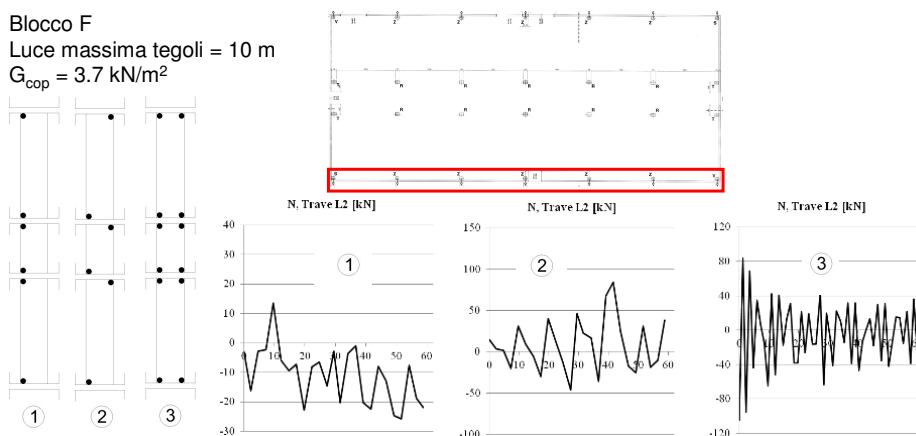 Blocco F
Luce massima tegoli = 10 m
Gcop = 3.7 kN/m²
V Z Z Z Z Z S
R R R R R
T T
R R R R R
T T
S Z Z Z Z Z V
N, Trave L2 [kN]
40
30
20
10
0
-10
-20
-30
0 10 20 30 40 50 60
1
N, Trave L2 [kN]
150
100
50
0
-50
-100
0 10 20 30 40 50 60
2
N, Trave L2 [kN]
120
80
40
0
-40
-80
-120
3
1 2 3